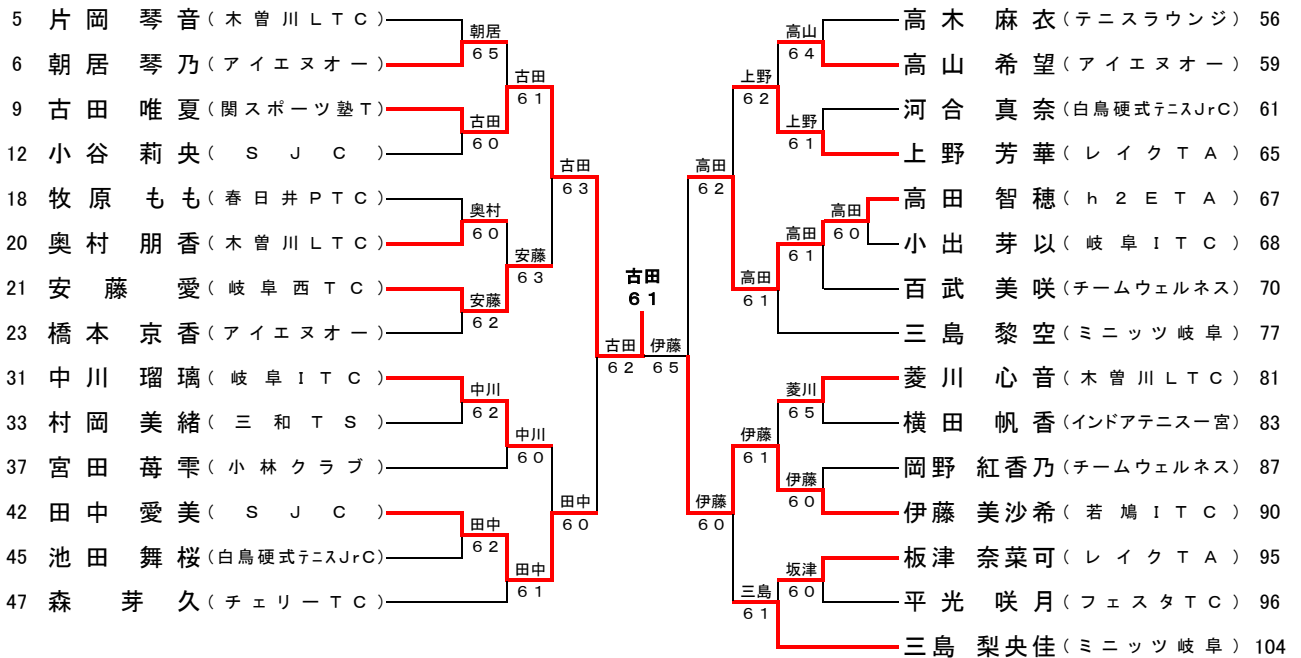 5 片岡 琴音 (木曽川LTC)
6 朝居 琴乃 (アイエヌオー)
9 古田 唯夏 (関スポーツ塾T)
12 小谷 莉央 (SJC)
18 牧原 もも (春日井PTC)
20 奥村 朋香 (木曽川LTC)
21 安藤 愛 (岐阜西TC)
23 橋本 京香 (アイエヌオー)
31 中川 瑠璃 (岐阜ITC)
33 村岡 美緒 (三和TS)
37 宮田 苺雫 (小林クラブ)
42 田中 愛美 (SJC)
45 池田 舞桜 (白鳥硬式テニスJrC)
47 森 芽久 (チェリーTC)
朝居
65
古田
60
奥村
60
安藤
62
中川
62
田中
62
古田
61
安藤
63
中川
60
田中
61
古田
63
田中
60
古田
62
古田
61
伊藤
65
高田
62
伊藤
60
上野
62
高田
61
伊藤
61
三島
61
高山
64
上野
61
高田
61
菱川
65
伊藤
60
坂津
60
高田
60
高木 麻衣 (テニスラウンジ) 56
高山 希望 (アイエヌオー) 59
河合 真奈 (白鳥硬式テニスJrC) 61
上野 芳華 (レイクTA) 65
高田 智穂 (h2ETA) 67
小出 芽以 (岐阜ITC) 68
百武 美咲 (チームウェルネス) 70
三島 黎空 (ミニッツ岐阜) 77
菱川 心音 (木曽川LTC) 81
横田 帆香 (インドアテニス一宮) 83
岡野 紅香乃 (チームウェルネス) 87
伊藤 美沙希 (若鳩ITC) 90
板津 奈菜可 (レイクTA) 95
平光 咲月 (フェスタTC) 96
三島 梨央佳 (ミニッツ岐阜) 104